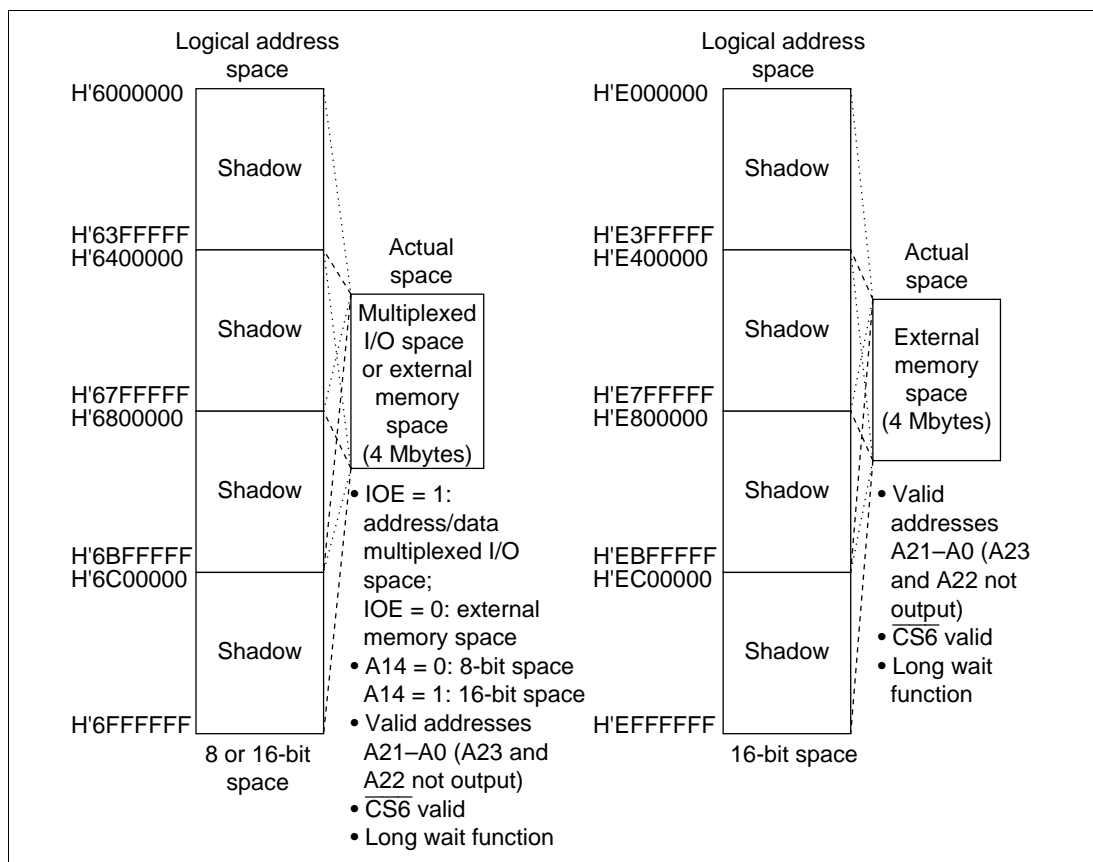 Logical address
space
H'6000000
Shadow
H'63FFFFF
H'6400000
Shadow
H'67FFFFF
H'6800000
Shadow
H'6BFFFFF
H'6C00000
Shadow
H'6FFFFFF
8 or 16-bit
space
Actual
space
Multiplexed
I/O space
or external
memory
space
(4 Mbytes)
• IOE = 1:
address/data
multiplexed I/O
space;
IOE = 0: external
memory space
• A14 = 0: 8-bit space
A14 = 1: 16-bit space
• Valid addresses
A21–A0 (A23 and
A22 not output)
• C̅S̅6̅ valid
• Long wait function
Logical address
space
H'E000000
Shadow
H'E3FFFFF
H'E400000
Shadow
H'E7FFFFF
H'E800000
Shadow
H'EBFFFFF
H'EC00000
Shadow
H'EFFFFFF
16-bit space
Actual
space
External
memory
space
(4 Mbytes)
• Valid
addresses
A21–A0 (A23
and A22 not
output)
• C̅S̅6̅ valid
• Long wait
function